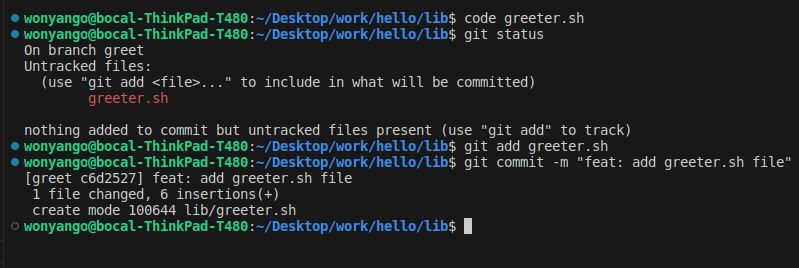 wonyango@bocal-ThinkPad-T480:~/Desktop/work/hello/lib$ code greeter.sh
wonyango@bocal-ThinkPad-T480:~/Desktop/work/hello/lib$ git status
On branch greet
Untracked files:
  (use "git add <file>..." to include in what will be committed)
        greeter.sh

nothing added to commit but untracked files present (use "git add" to track)
wonyango@bocal-ThinkPad-T480:~/Desktop/work/hello/lib$ git add greeter.sh
wonyango@bocal-ThinkPad-T480:~/Desktop/work/hello/lib$ git commit -m "feat: add greeter.sh file"
[greet c6d2527] feat: add greeter.sh file
 1 file changed, 6 insertions(+)
 create mode 100644 lib/greeter.sh
wonyango@bocal-ThinkPad-T480:~/Desktop/work/hello/lib$